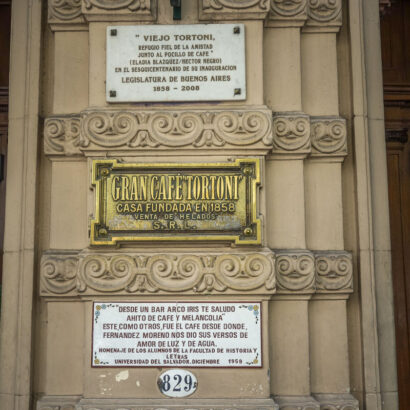 " VIEJO TORTONI,
REFUGIO FIEL DE LA AMISTAD
JUNTO AL POCILLO DE CAFE "
(ELADIA BLAZQUEZ/HECTOR NEGRO)
EN EL SESQUICENTENARIO DE SU INAUGURACION
LEGISLATURA DE BUENOS AIRES
1858 - 2008
GRAN CAFÉ TORTONI
CASA FUNDADA EN 1858
VENTA DE HELADOS
S.R.L.
"DESDE UN BAR ARCO IRIS TE SALUDO
AHITO DE CAFE Y MELANCOLIA"
ESTE, COMO OTROS, FUE EL CAFE DESDE DONDE,
FERNANDEZ MORENO NOS DIO SUS VERSOS DE
AMOR DE LUZ Y DE AGUA.
HOMENAJE DE LOS ALUMNOS DE LA FACULTAD DE HISTORIA Y
LETRAS
UNIVERSIDAD DEL SALVADOR. DICIEMBRE 1959
829